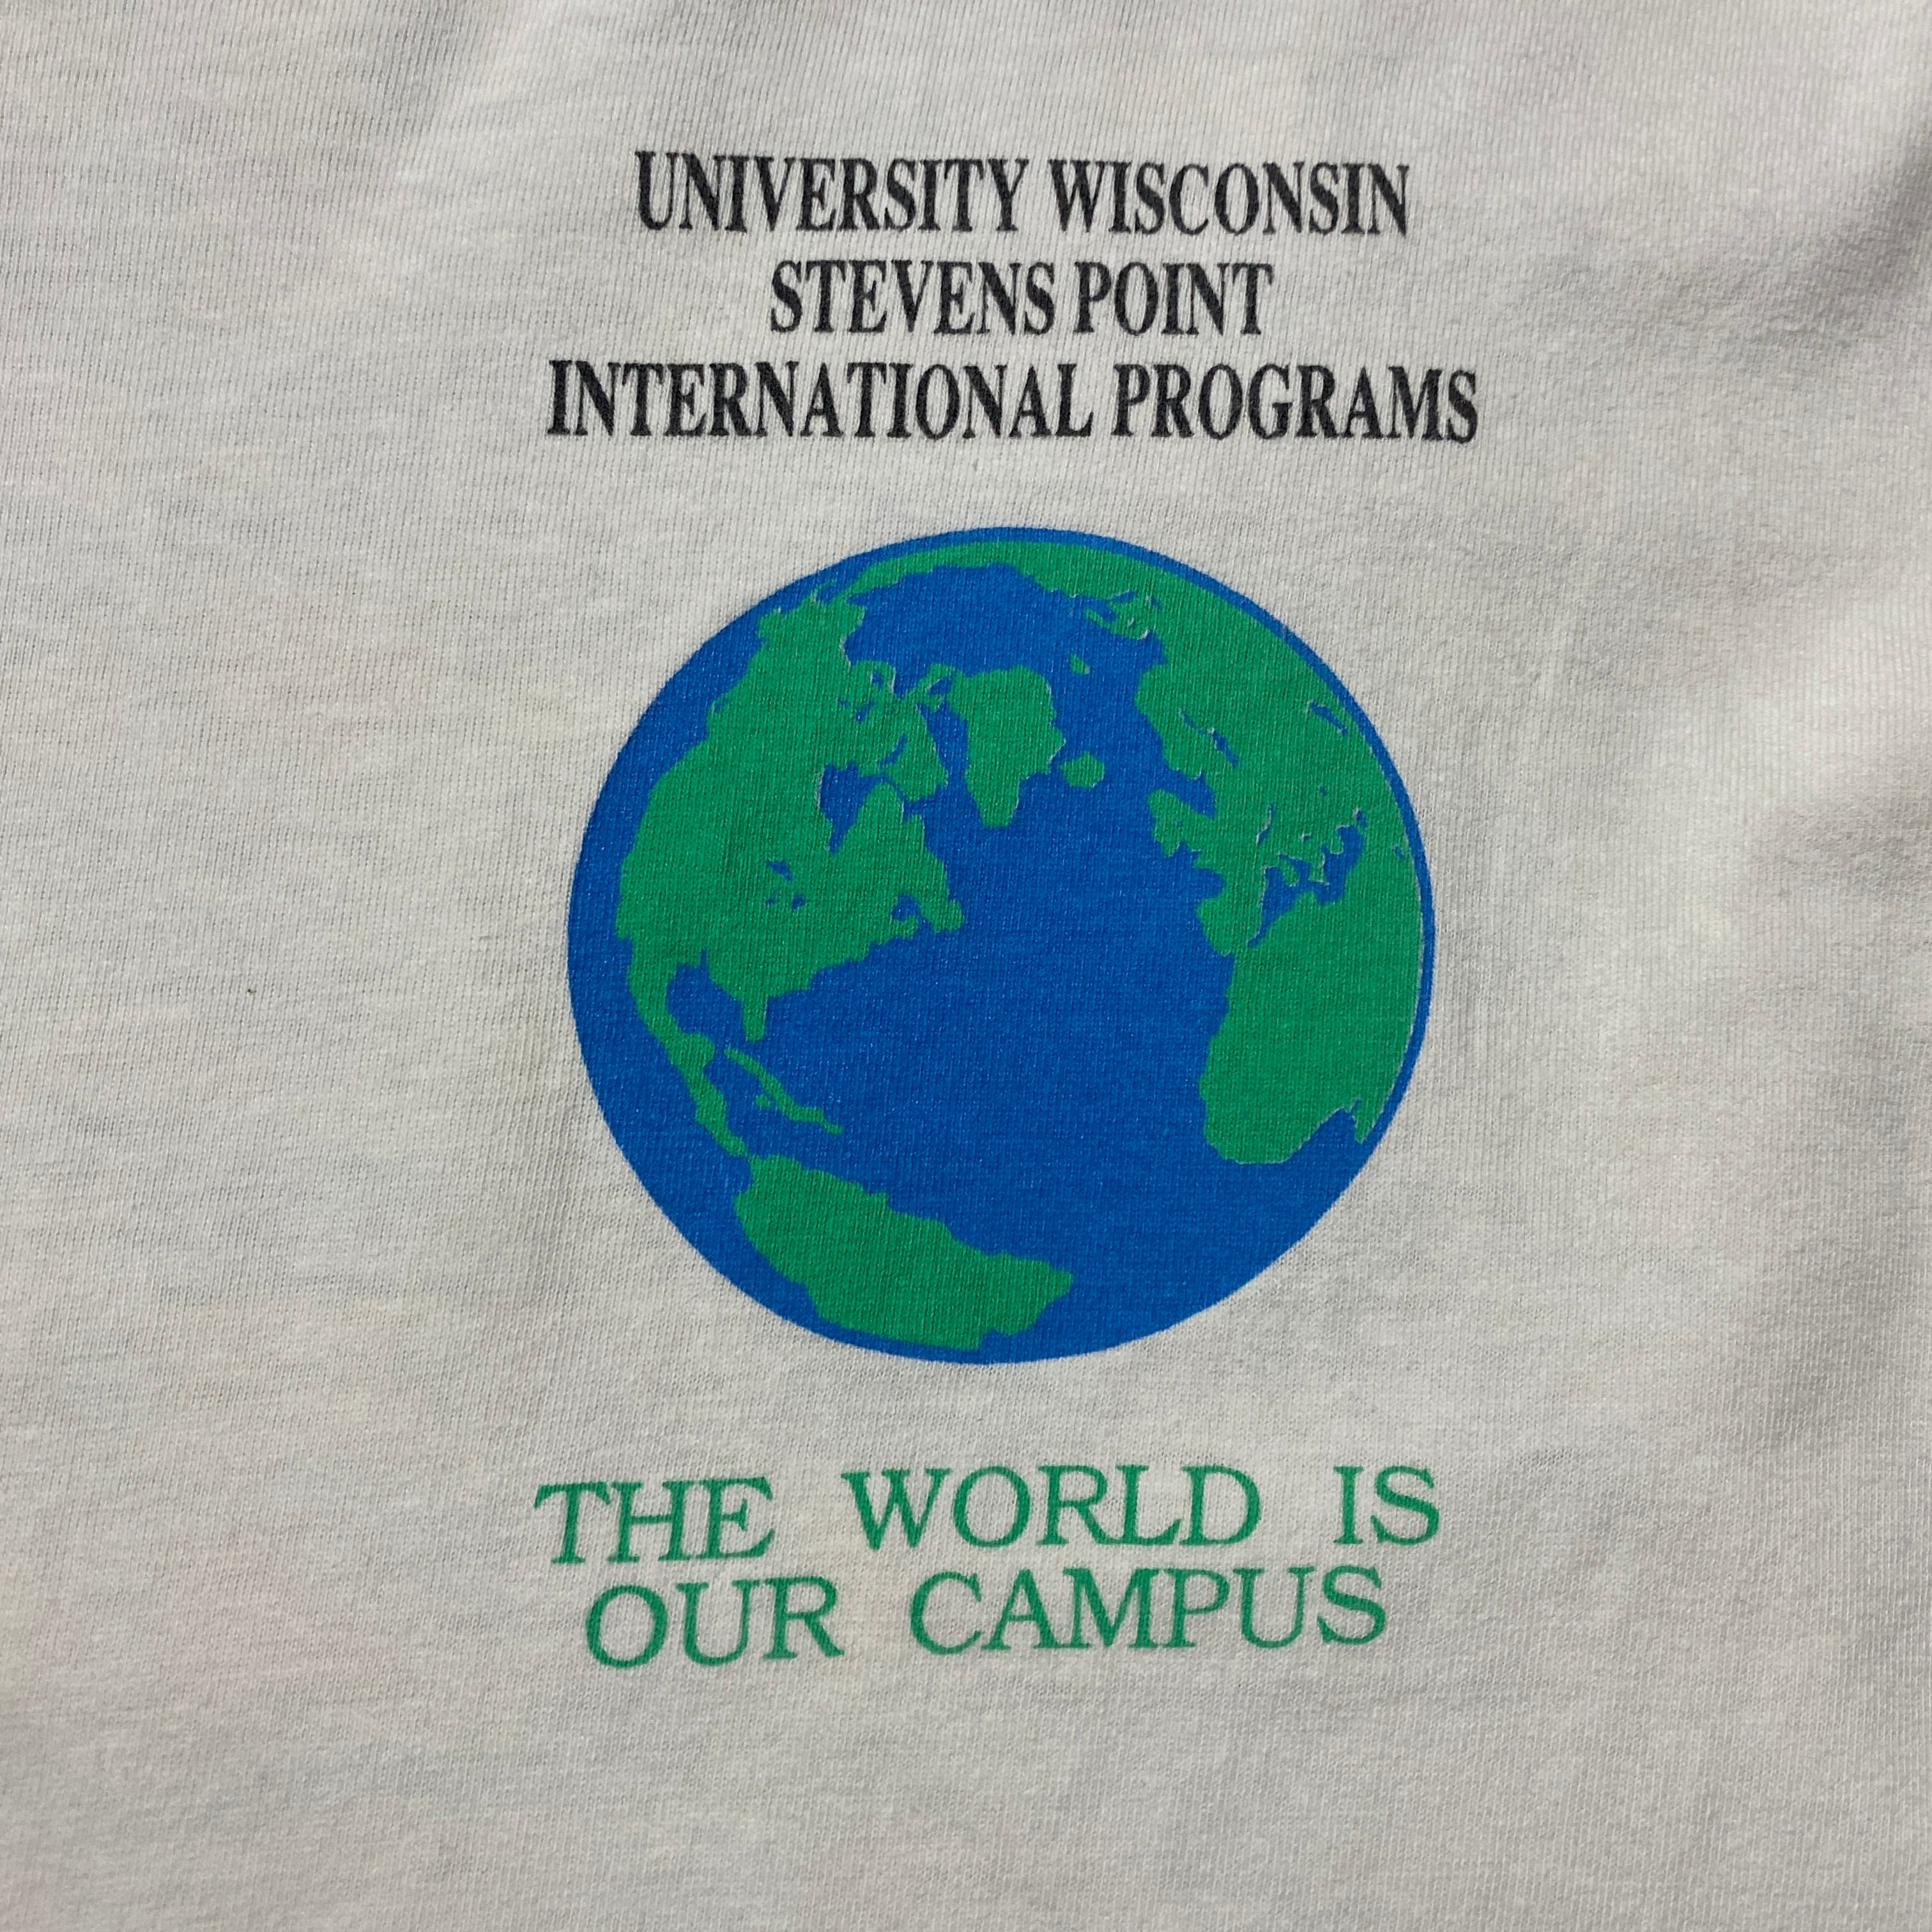 UNIVERSITY WISCONSIN
STEVENS POINT
INTERNATIONAL PROGRAMS
THE WORLD IS
OUR CAMPUS